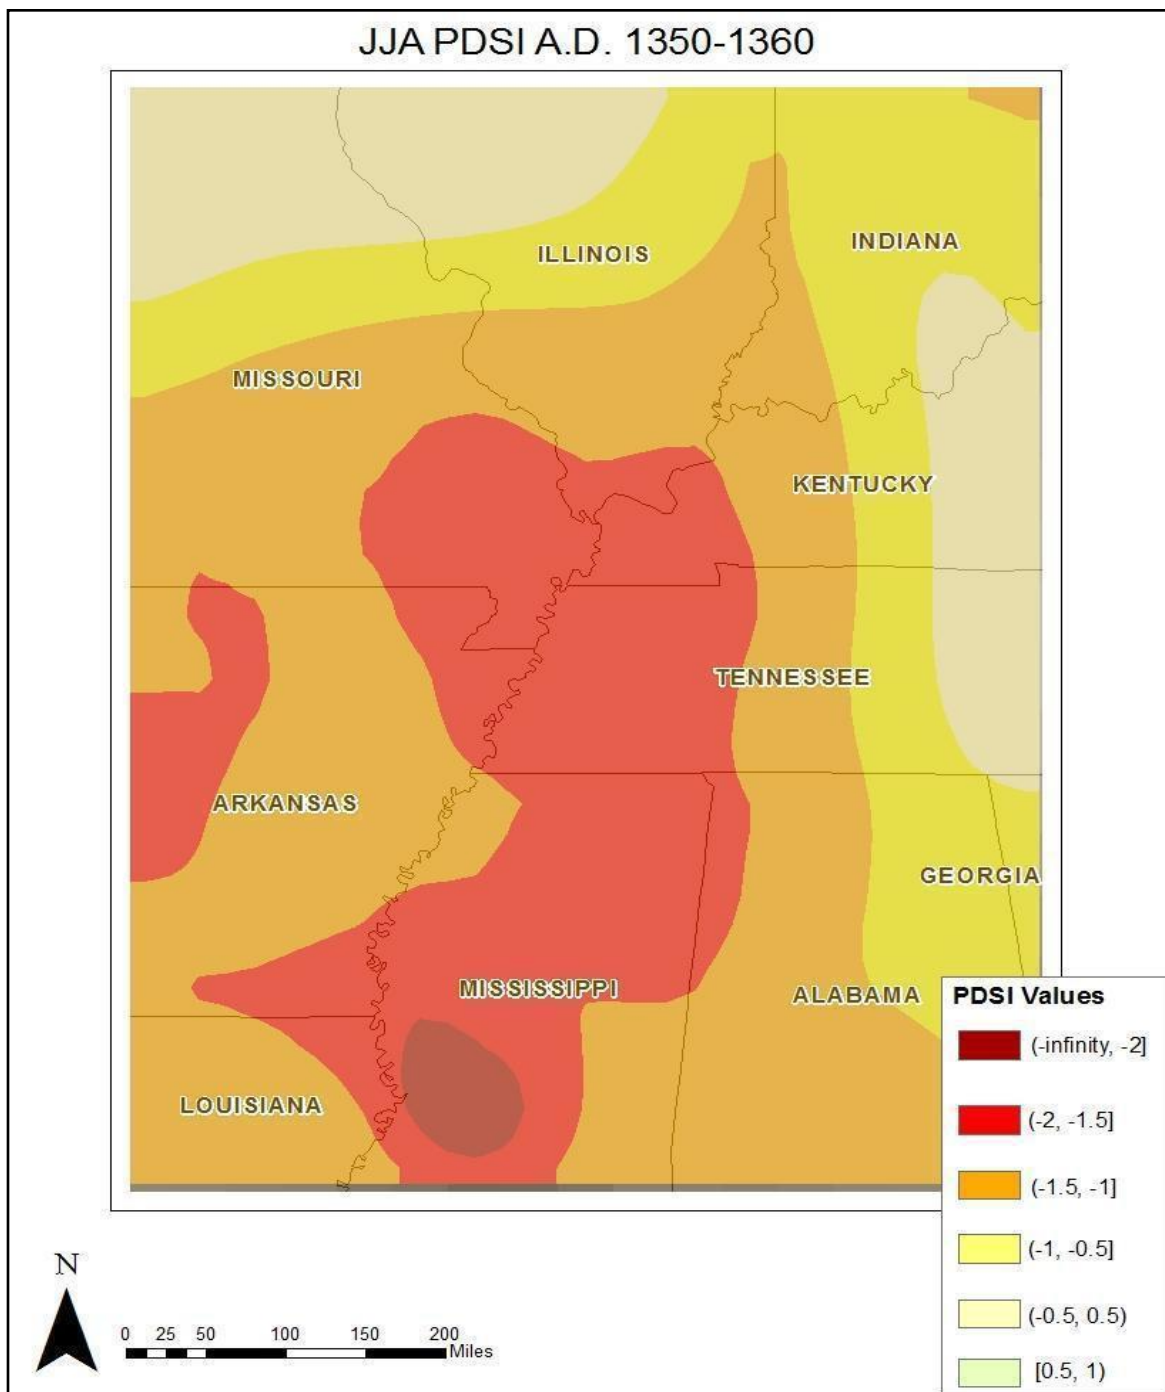 JJA PDSI A.D. 1350-1360
ILLINOIS
INDIANA
MISSOURI
KENTUCKY
TENNESSEE
ARKANSAS
GEORGIA
MISSISSIPPI
ALABAMA
LOUISIANA
PDSI Values
(-infinity, -2]
(-2, -1.5]
(-1.5, -1]
(-1, -0.5]
(-0.5, 0.5)
[0.5, 1)
N
0 25 50 100 150 200
Miles